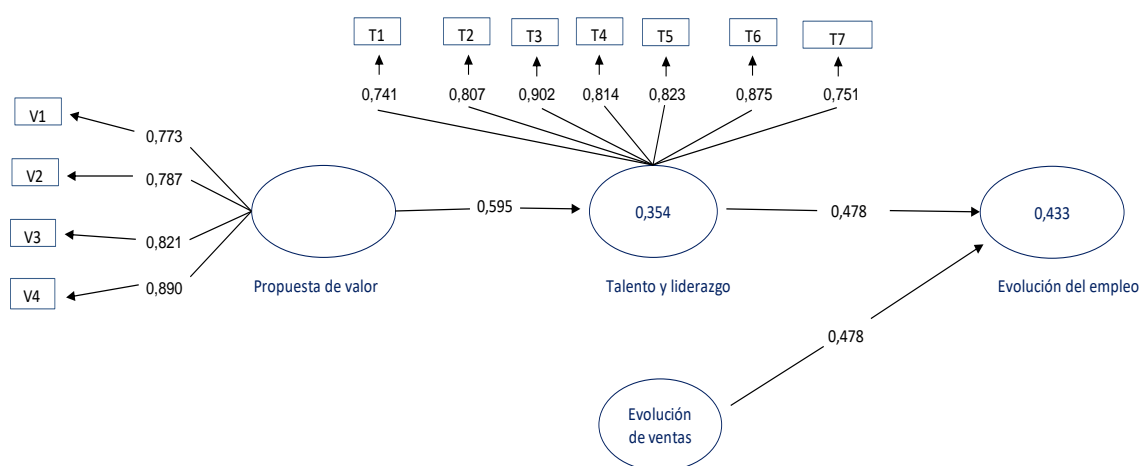 T1
T2
T3
T4
T5
T6
T7
0,741
0,807
0,902
0,814
0,823
0,875
0,751
V1
0,773
V2
0,787
V3
0,821
V4
0,890
0,595
0,354
0,478
0,433
Propuesta de valor
Talento y liderazgo
Evolución del empleo
0,478
Evolución
de ventas